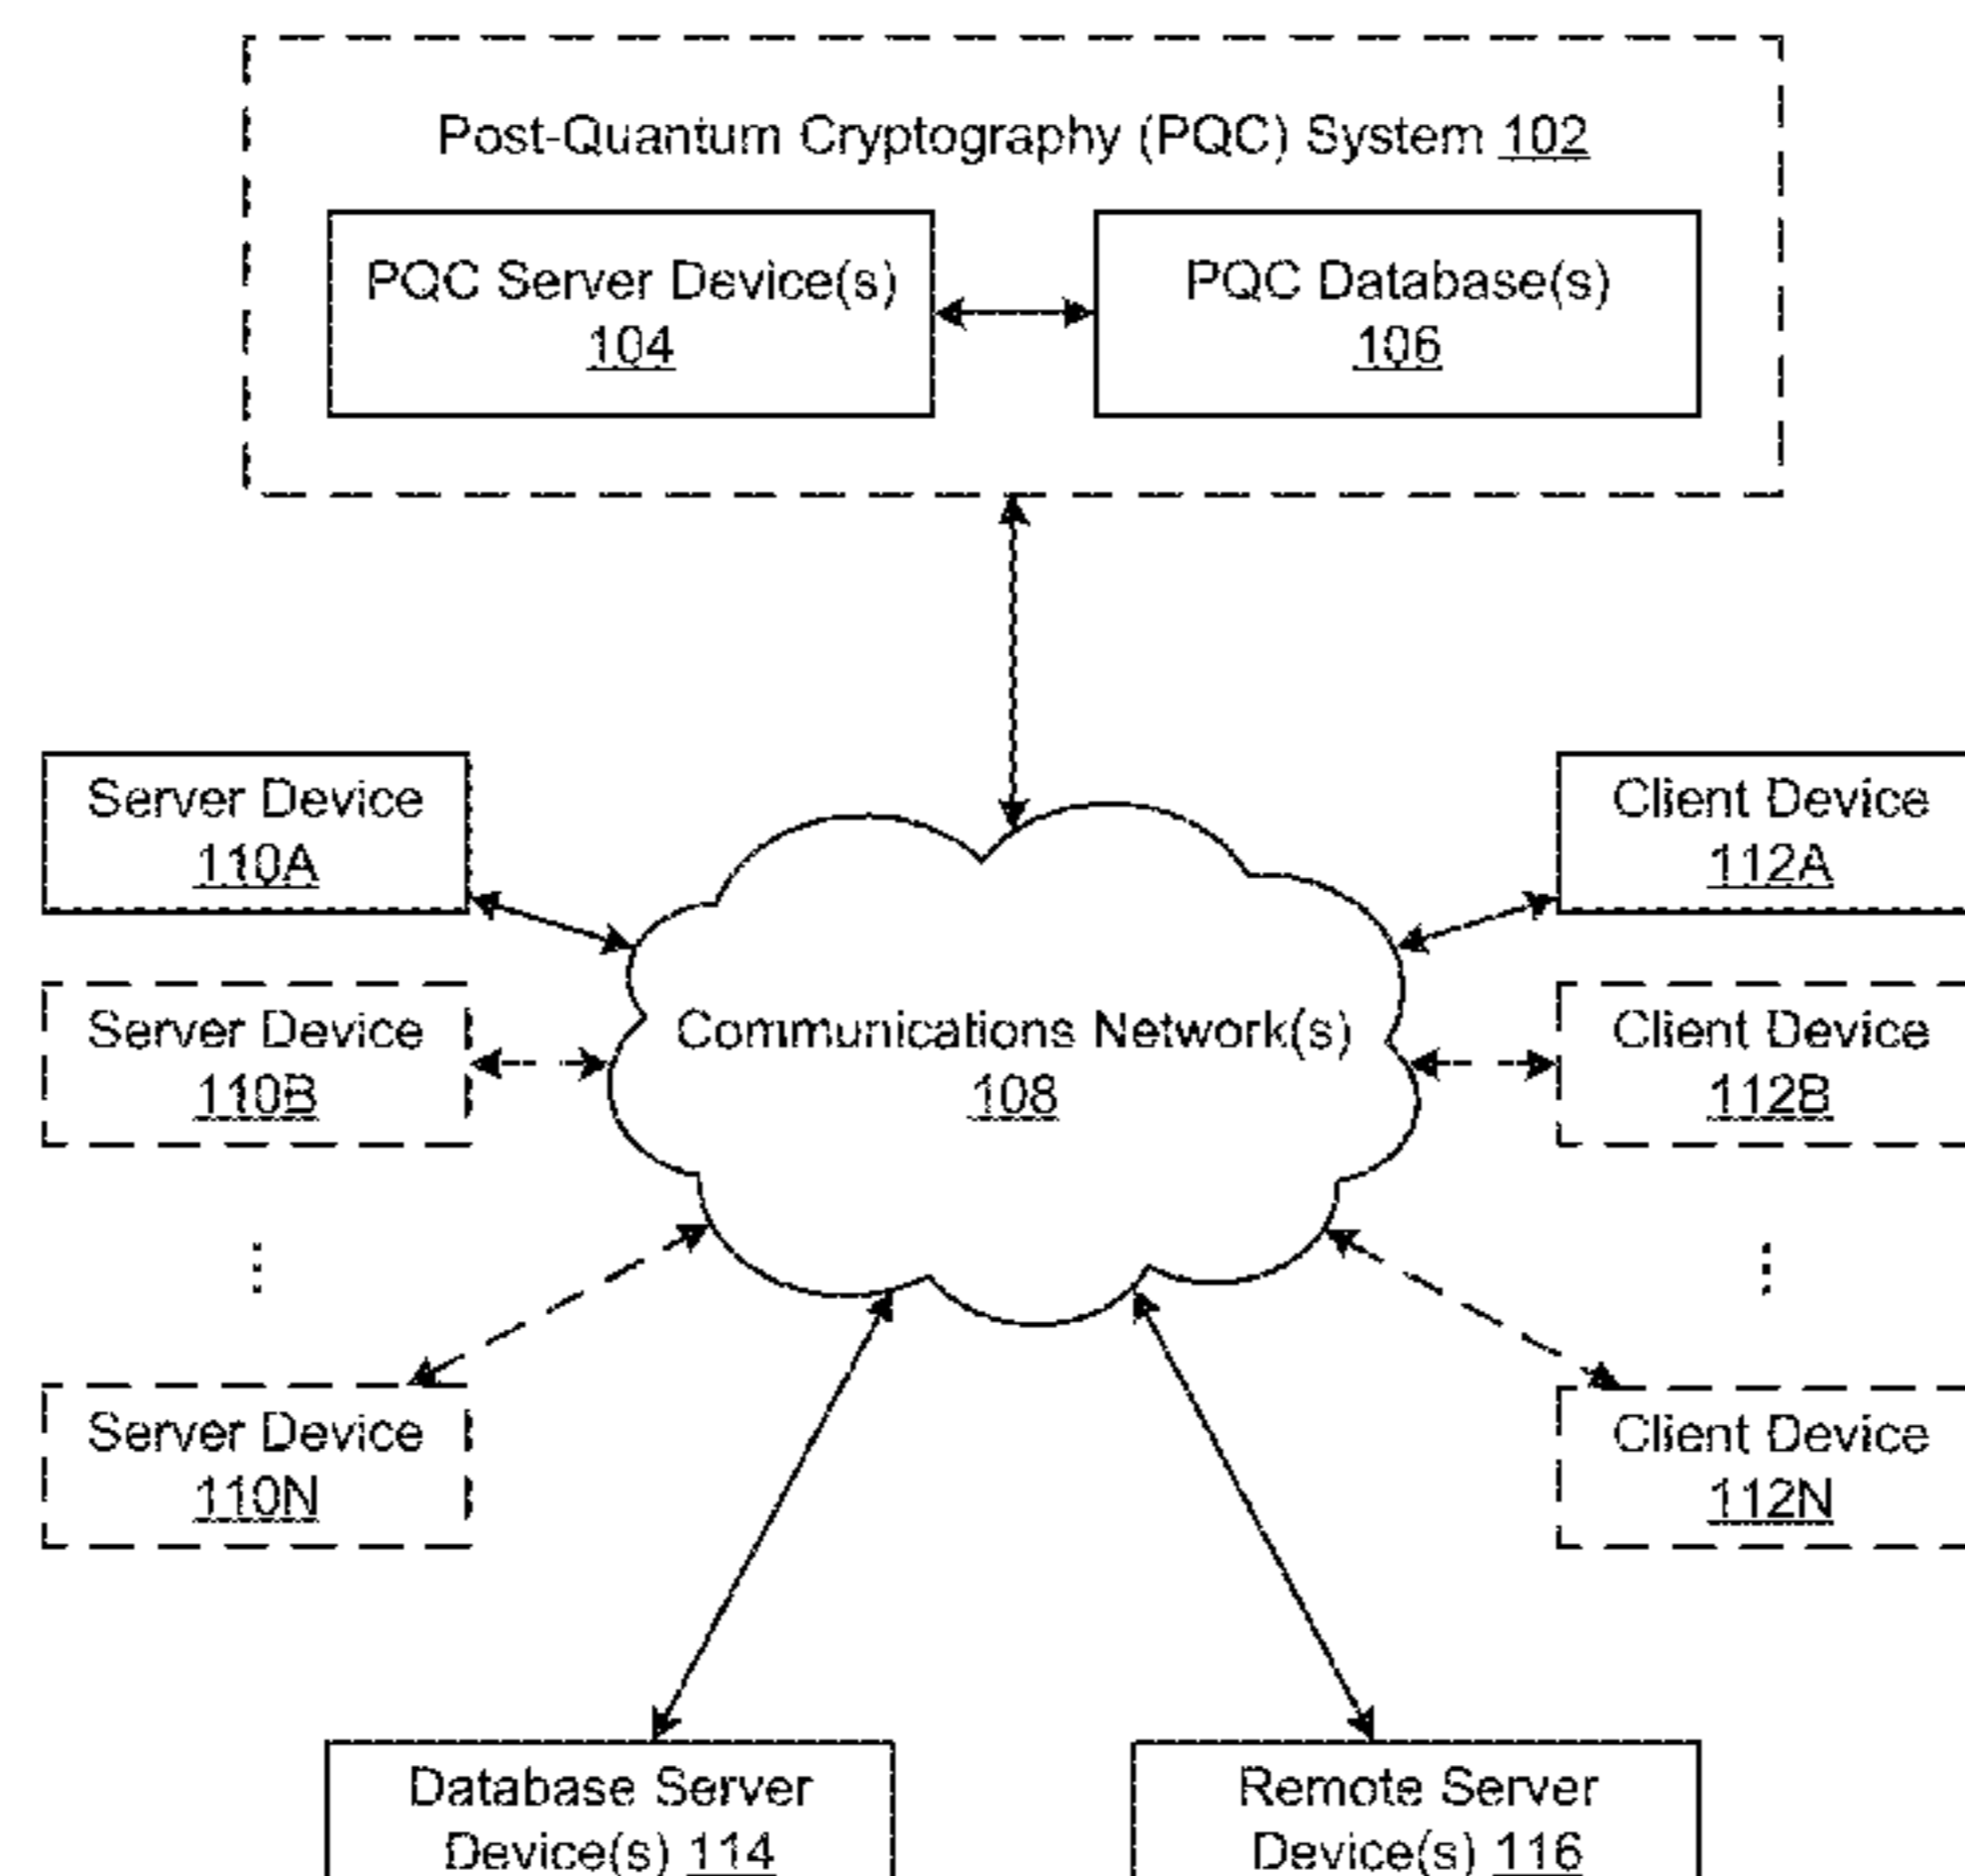 Post-Quantum Cryptography (PQC) System 102
PQC Server Device(s)
104
PQC Database(s)
106
Server Device
110A
Client Device
112A
Server Device
110B
Communications Network(s)
108
Client Device
112B
Server Device
110N
Client Device
112N
Database Server
Device(s) 114
Remote Server
Device(s) 116